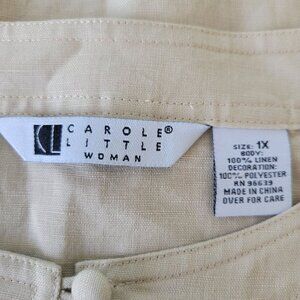 CAROLE®
LITTLE
WOMAN
SIZE: 1X
BODY:
100% LINEN
DECORATION:
100% POLYESTER
RN 96639
MADE IN CHINA
OVER FOR CARE